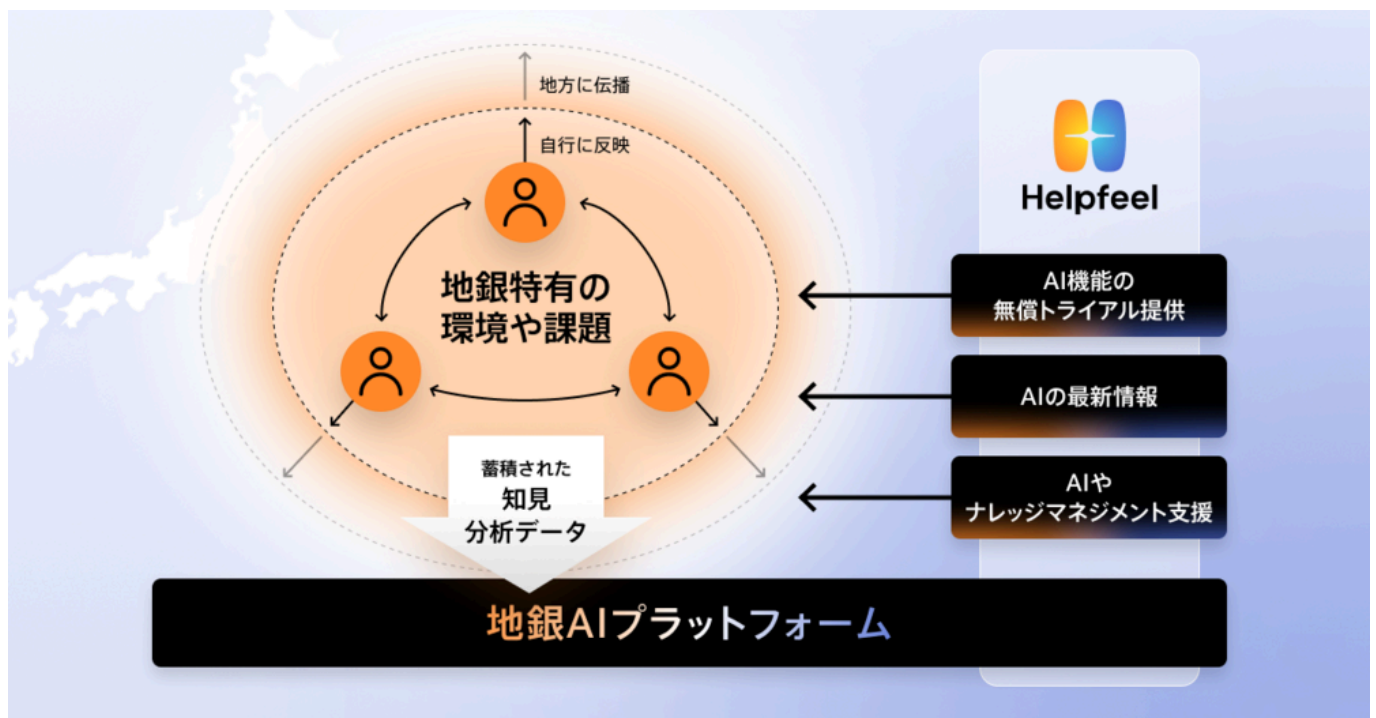 地方に伝播
自行に反映
地銀特有の
環境や課題
蓄積された
知見
分析データ
Helpfeel
AI機能の
無償トライアル提供
AIの最新情報
AIや
ナレッジマネジメント支援
地銀AIプラットフォーム